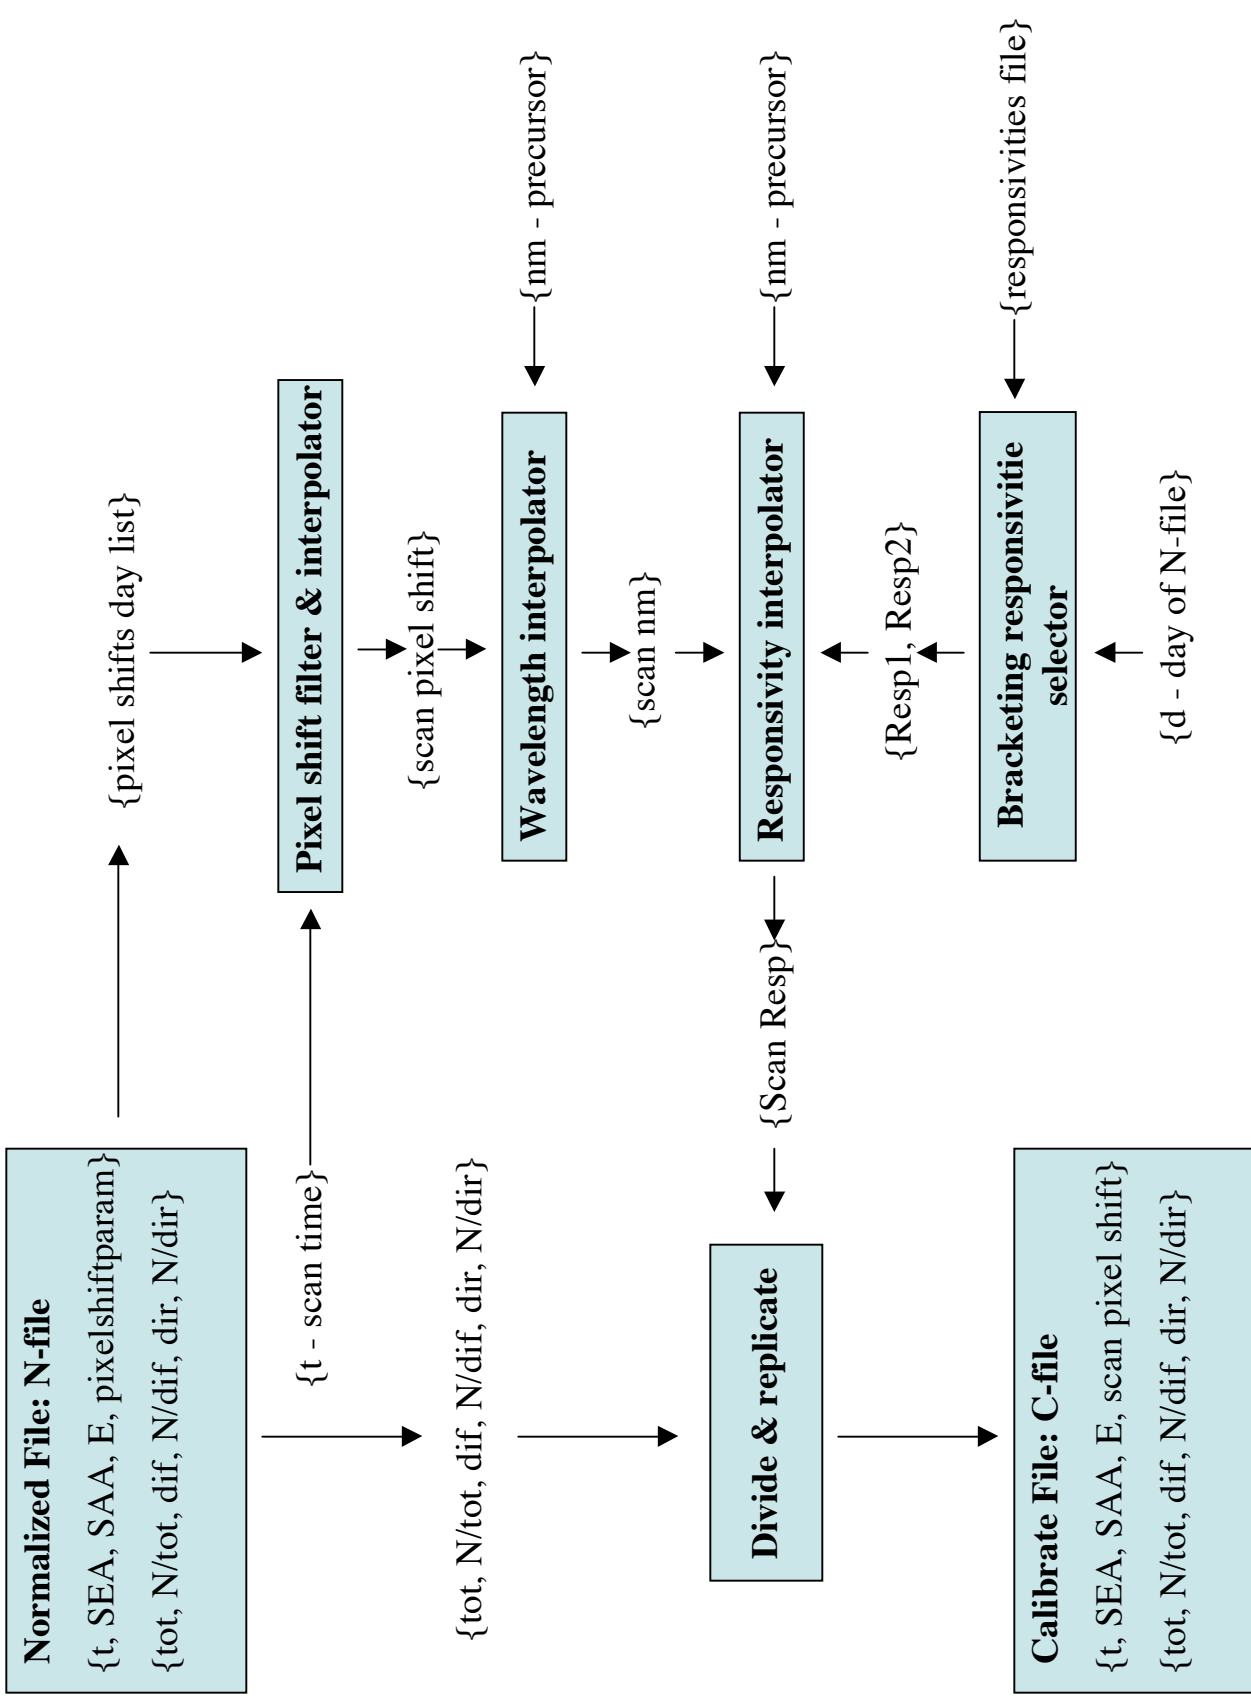 Normalized File: N-file
{t, SEA, SAA, E, pixelshiftparam}
{tot, N/tot, dif, N/dif, dir, N/dir}
{pixel shifts day list}
{t - scan time}
Pixel shift filter & interpolator
{scan pixel shift}
{tot, N/tot, dif, N/dif, dir, N/dir}
Wavelength interpolator
{nm - precursor}
{scan nm}
Divide & replicate
{Scan Resp}
Responsivity interpolator
{nm - precursor}
{Resp1, Resp2}
Calibrate File: C-file
{t, SEA, SAA, E, scan pixel shift}
{tot, N/tot, dif, N/dif, dir, N/dir}
Bracketing responsivitie
selector
{responsivities file}
{d - day of N-file}